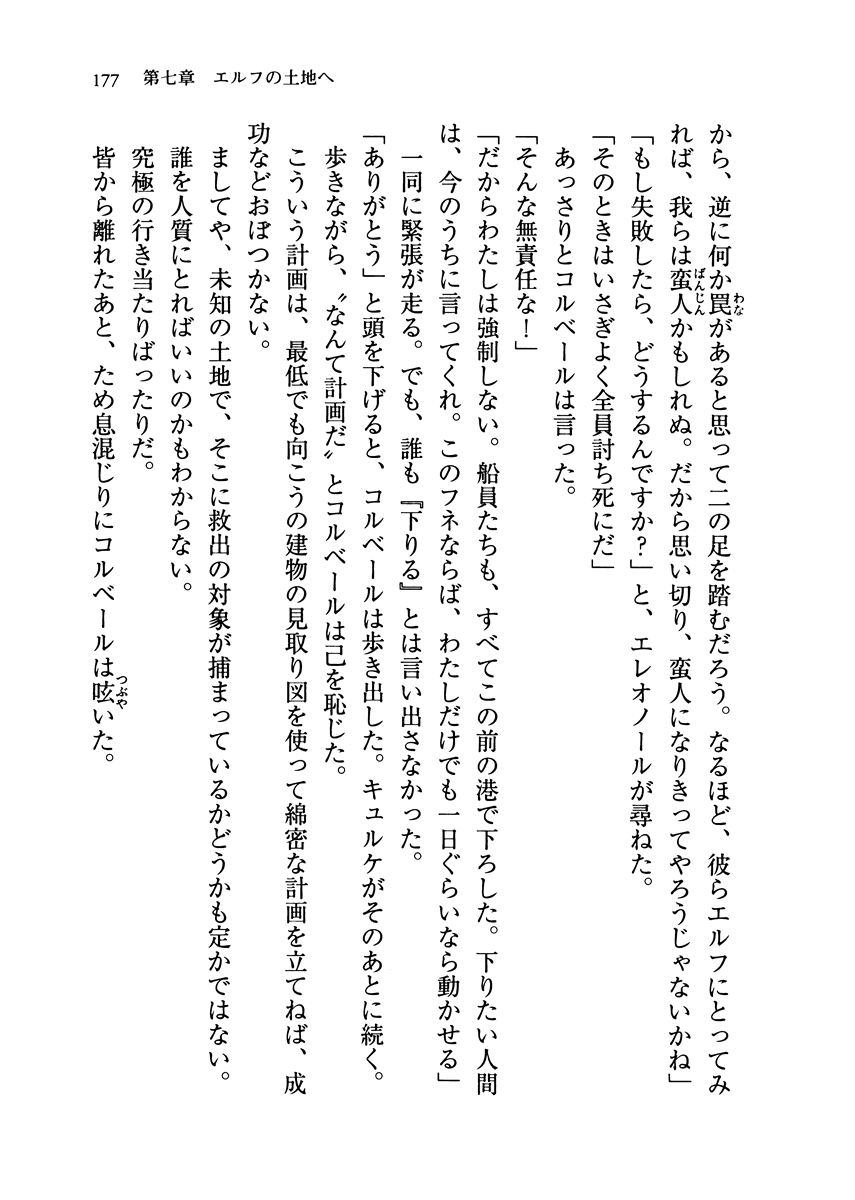 177　第七章　エルフの土地へ
から、逆に何か罠があると思って二の足を踏むだろう。なるほど、彼らエルフにとってみ
れば、我らは蛮人かもしれぬ。だから思い切り、蛮人になりきってやろうじゃないかね」
「もし失敗したら、どうするんですか？」と、エレオノールが尋ねた。
「そのときはいさぎよく全員討ち死にだ」
あっさりとコルベールは言った。
「そんな無責任な！」
「だからわたしは強制しない。船員たちも、すべてこの前の港で下ろした。下りたい人間
は、今のうちに言ってくれ。このフネならば、わたしだけでも一日ぐらいなら動かせる」
一同に緊張が走る。でも、誰も『下りる』とは言い出さなかった。
「ありがとう」と頭を下げると、コルベールは歩き出した。キュルケがそのあとに続く。
歩きながら、〝なんて計画だ〟とコルベールは己を恥じた。
こういう計画は、最低でも向こうの建物の見取り図を使って綿密な計画を立てねば、成
功などおぼつかない。
ましてや、未知の土地で、そこに救出の対象が捕まっているかどうかも定かではない。
誰を人質にとればいいのかもわからない。
究極の行き当たりばったりだ。
皆から離れたあと、ため息混じりにコルベールは呟いた。
わな
ばんじん
つぶや